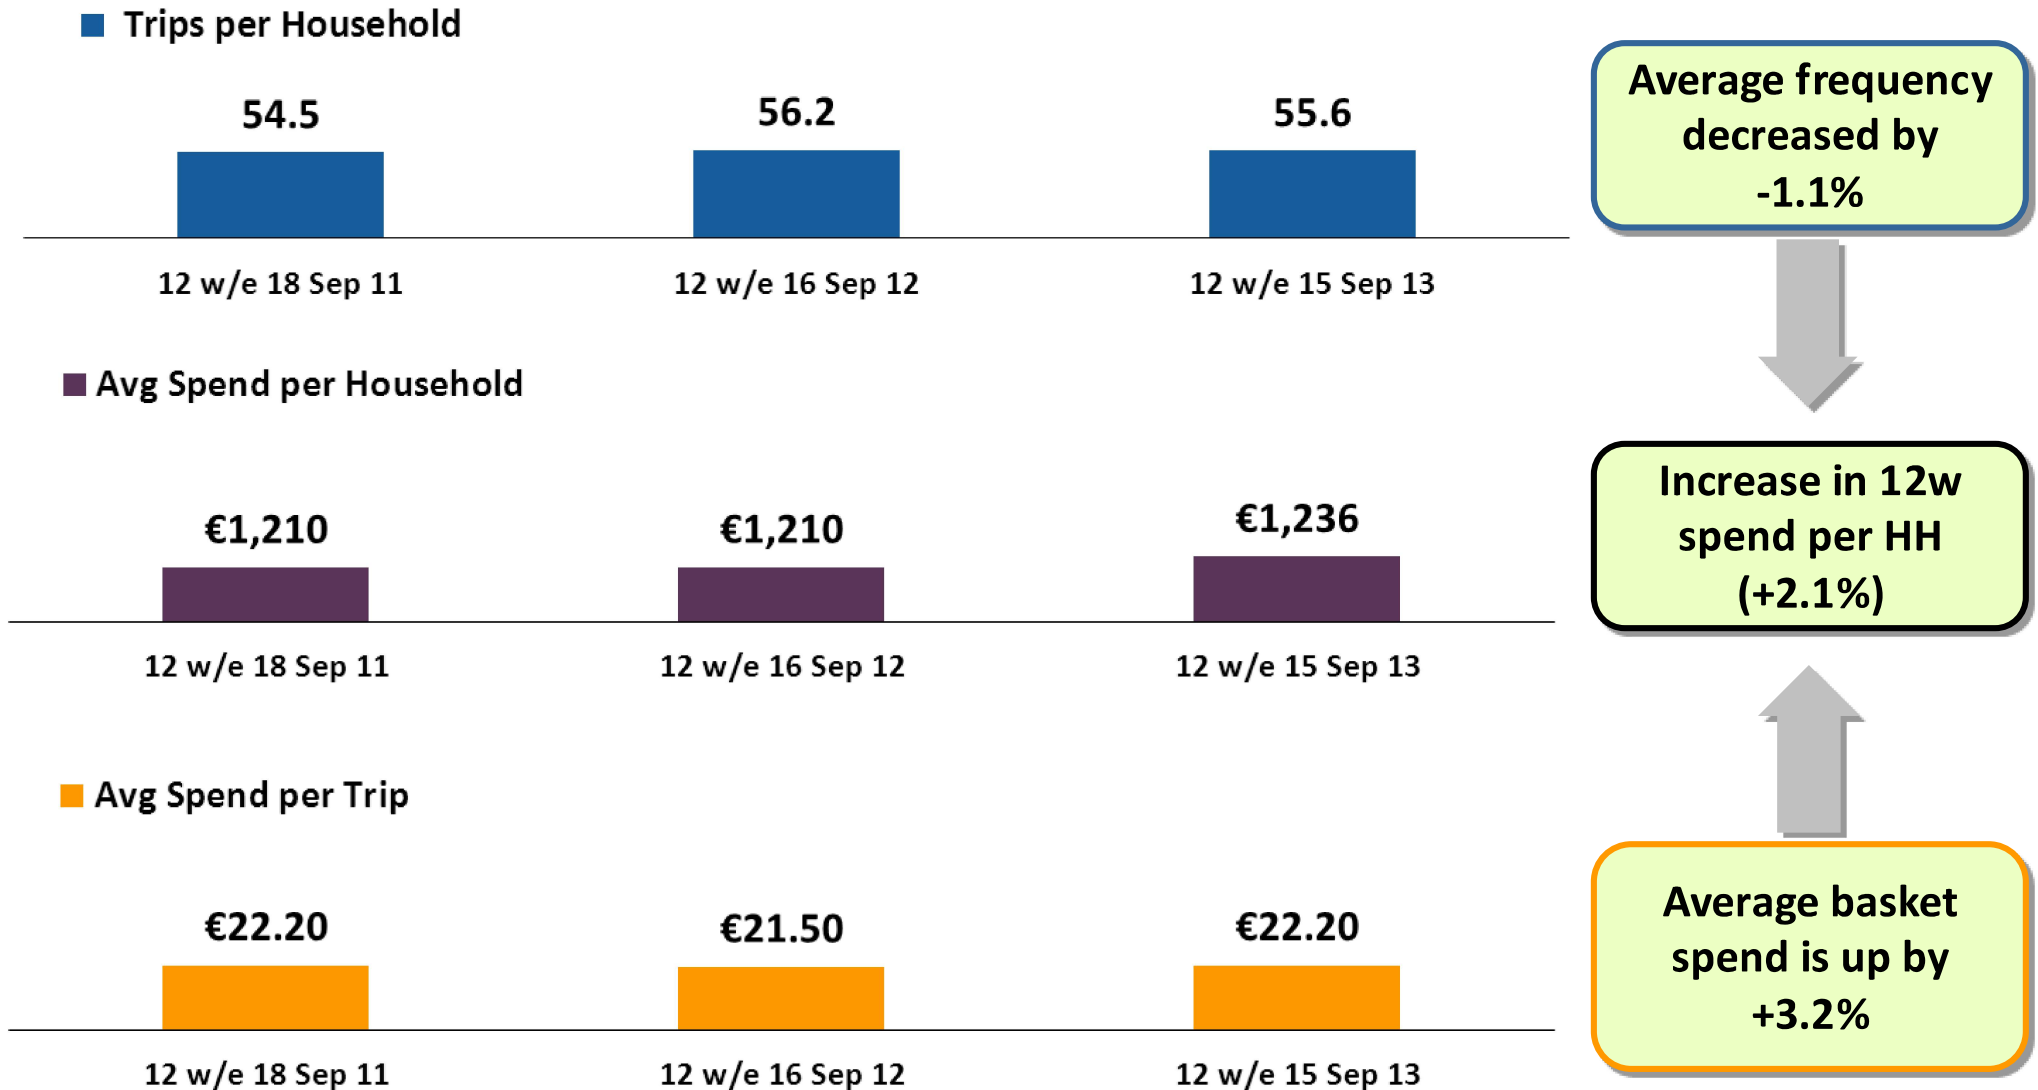 Trips per Household
54.5
56.2
55.6
12 w/e 18 Sep 11
12 w/e 16 Sep 12
12 w/e 15 Sep 13
Average frequency
decreased by
-1.1%
Avg Spend per Household
€1,210
€1,210
€1,236
12 w/e 18 Sep 11
12 w/e 16 Sep 12
12 w/e 15 Sep 13
Increase in 12w
spend per HH
(+2.1%)
Avg Spend per Trip
€22.20
€21.50
€22.20
12 w/e 18 Sep 11
12 w/e 16 Sep 12
12 w/e 15 Sep 13
Average basket
spend is up by
+3.2%